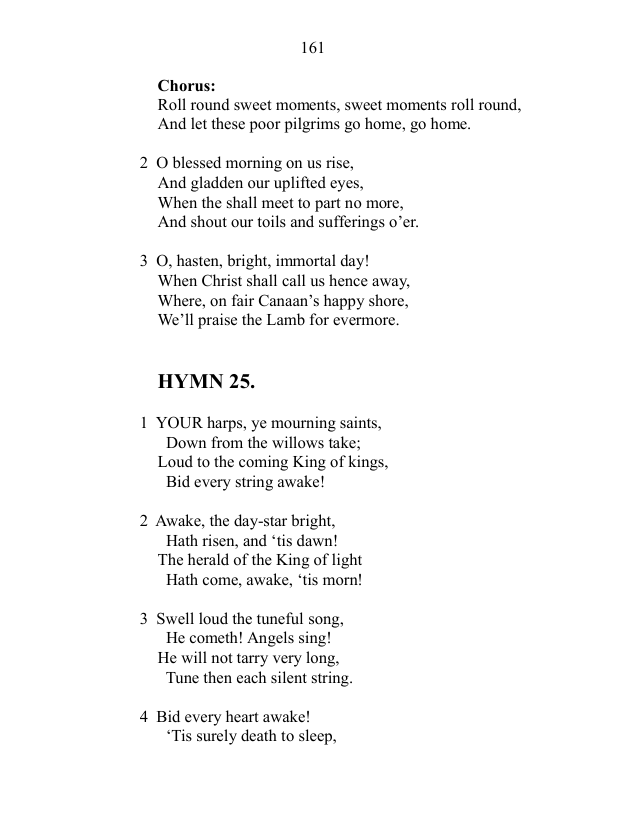 161
Chorus:
Roll round sweet moments, sweet moments roll round,
And let these poor pilgrims go home, go home.
2 O blessed morning on us rise,
And gladden our uplifted eyes,
When the shall meet to part no more,
And shout our toils and sufferings o’er.
3 O, hasten, bright, immortal day!
When Christ shall call us hence away,
Where, on fair Canaan’s happy shore,
We’ll praise the Lamb for evermore.
HYMN 25.
1 YOUR harps, ye mourning saints,
Down from the willows take;
Loud to the coming King of kings,
Bid every string awake!
2 Awake, the day-star bright,
Hath risen, and ‘tis dawn!
The herald of the King of light
Hath come, awake, ‘tis morn!
3 Swell loud the tuneful song,
He cometh! Angels sing!
He will not tarry very long,
Tune then each silent string.
4 Bid every heart awake!
‘Tis surely death to sleep,